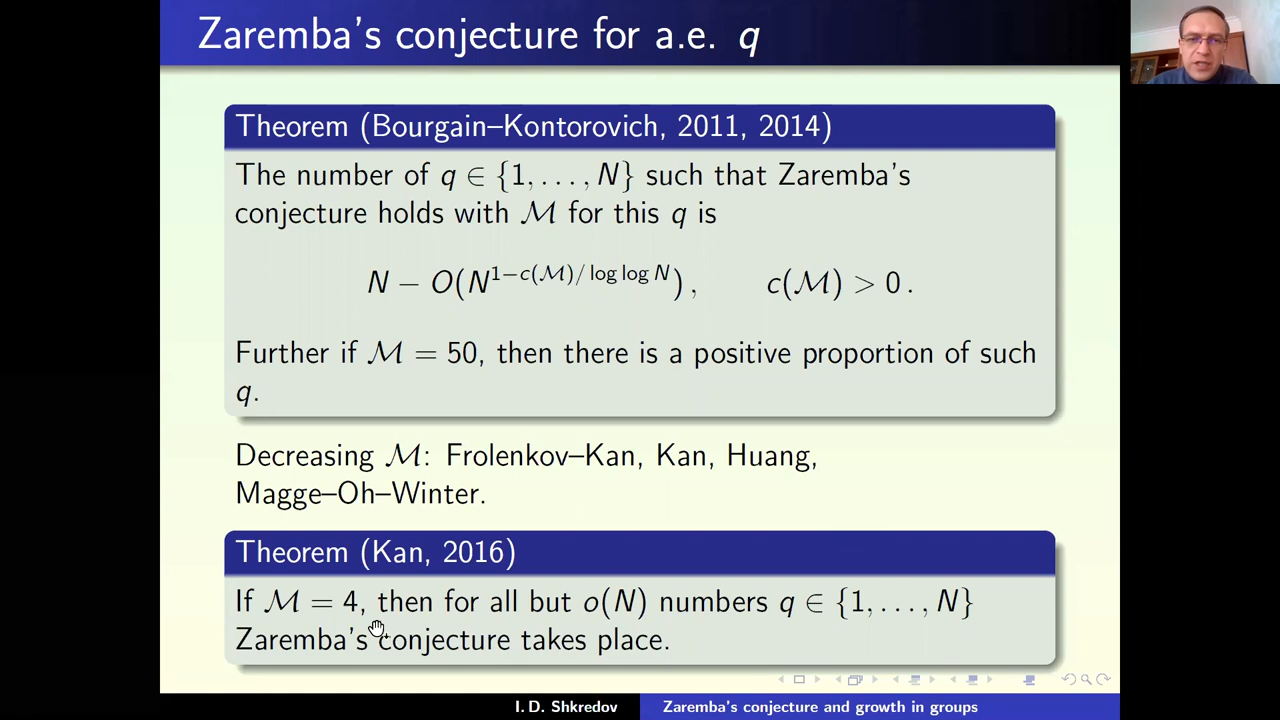 Zaremba's conjecture for a.e. q
Theorem (Bourgain–Kontorovich, 2011, 2014)
The number of q ∈ {1, . . . , N} such that Zaremba's
conjecture holds with ℳ for this q is
N − O(N^{1−c(ℳ)/ log log N}) , c(ℳ) > 0 .
Further if ℳ = 50, then there is a positive proportion of such
q.
Decreasing ℳ: Frolenkov–Kan, Kan, Huang,
Magge–Oh–Winter.
Theorem (Kan, 2016)
If ℳ = 4, then for all but o(N) numbers q ∈ {1, . . . , N}
Zaremba's conjecture takes place.
I. D. Shkredov Zaremba's conjecture and growth in groups